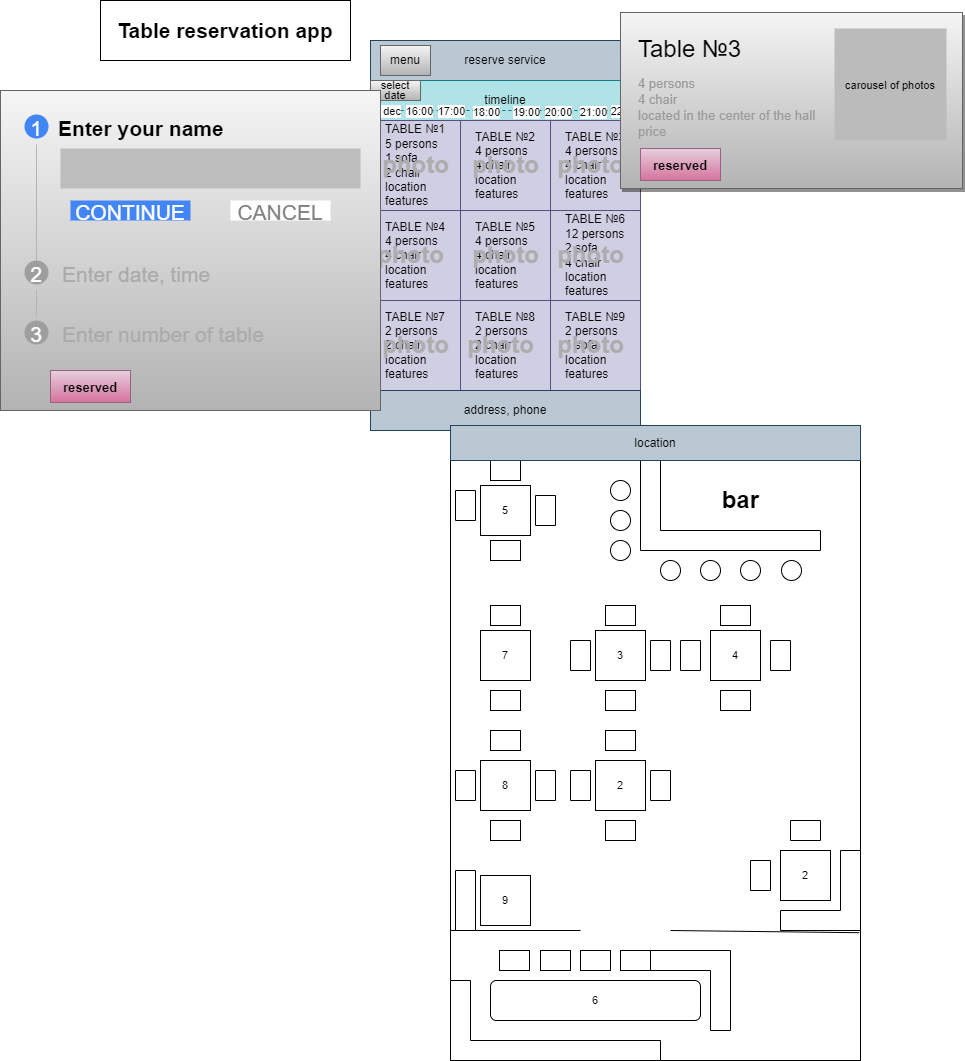 Table reservation app
menu
reserve service
select
date
timeline
dec
16:00
17:00
18:00
19:00
20:00
21:00
22
TABLE №1
5 persons
1 sofa
2 chair
location
features
photo
TABLE №2
4 persons
4 chair
location
features
photo
TABLE №3
4 persons
4 chair
location
features
photo
TABLE №4
4 persons
4 chair
location
features
photo
TABLE №5
4 persons
4 chair
location
features
photo
TABLE №6
12 persons
2 sofa
4 chair
location
features
photo
TABLE №7
2 persons
2 chair
location
features
photo
TABLE №8
2 persons
2 chair
location
features
photo
TABLE №9
2 persons
1 sofa
location
features
photo
address, phone
1 Enter your name
CONTINUE
CANCEL
2 Enter date, time
3 Enter number of table
reserved
Table №3
4 persons
4 chair
located in the center of the hall
price
reserved
carousel of photos
location
bar
5
7
3
4
8
2
2
9
6